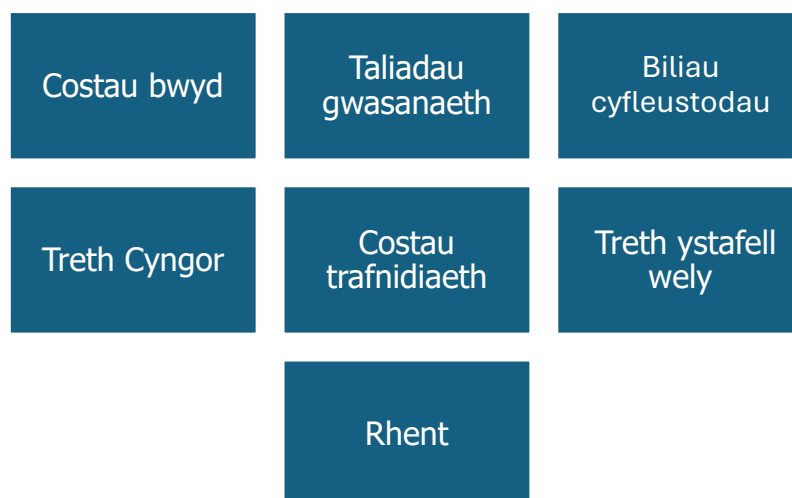 Costau bwyd
Taliadau
gwasanaeth
Biliau
cyfleustodau
Treth Cyngor
Costau
trafnidiaeth
Treth ystafell
wely
Rhent